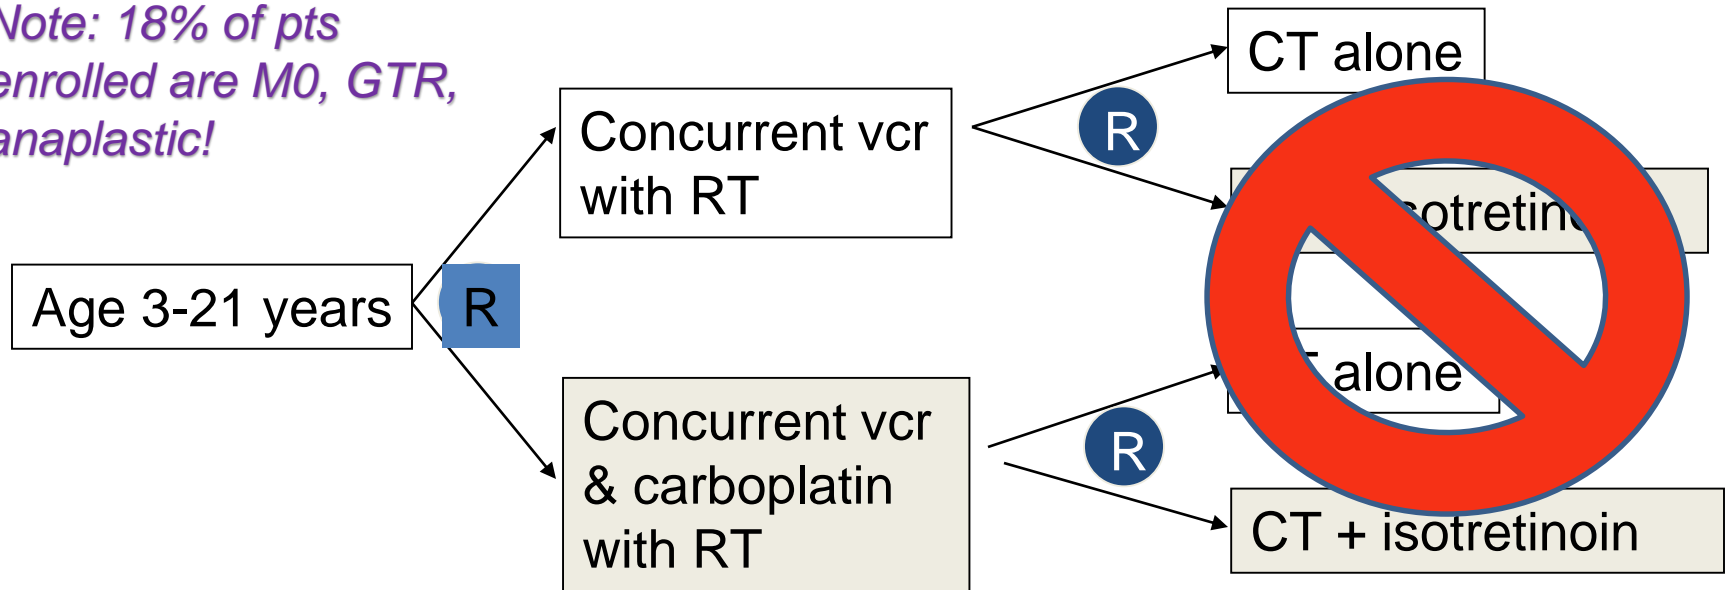 Note: 18% of pts
enrolled are M0, GTR,
anaplastic!
CT alone
Concurrent vcr
with RT
R
Age 3-21 years
R
alone
Concurrent vcr
& carboplatin
with RT
R
CT + isotretinoin